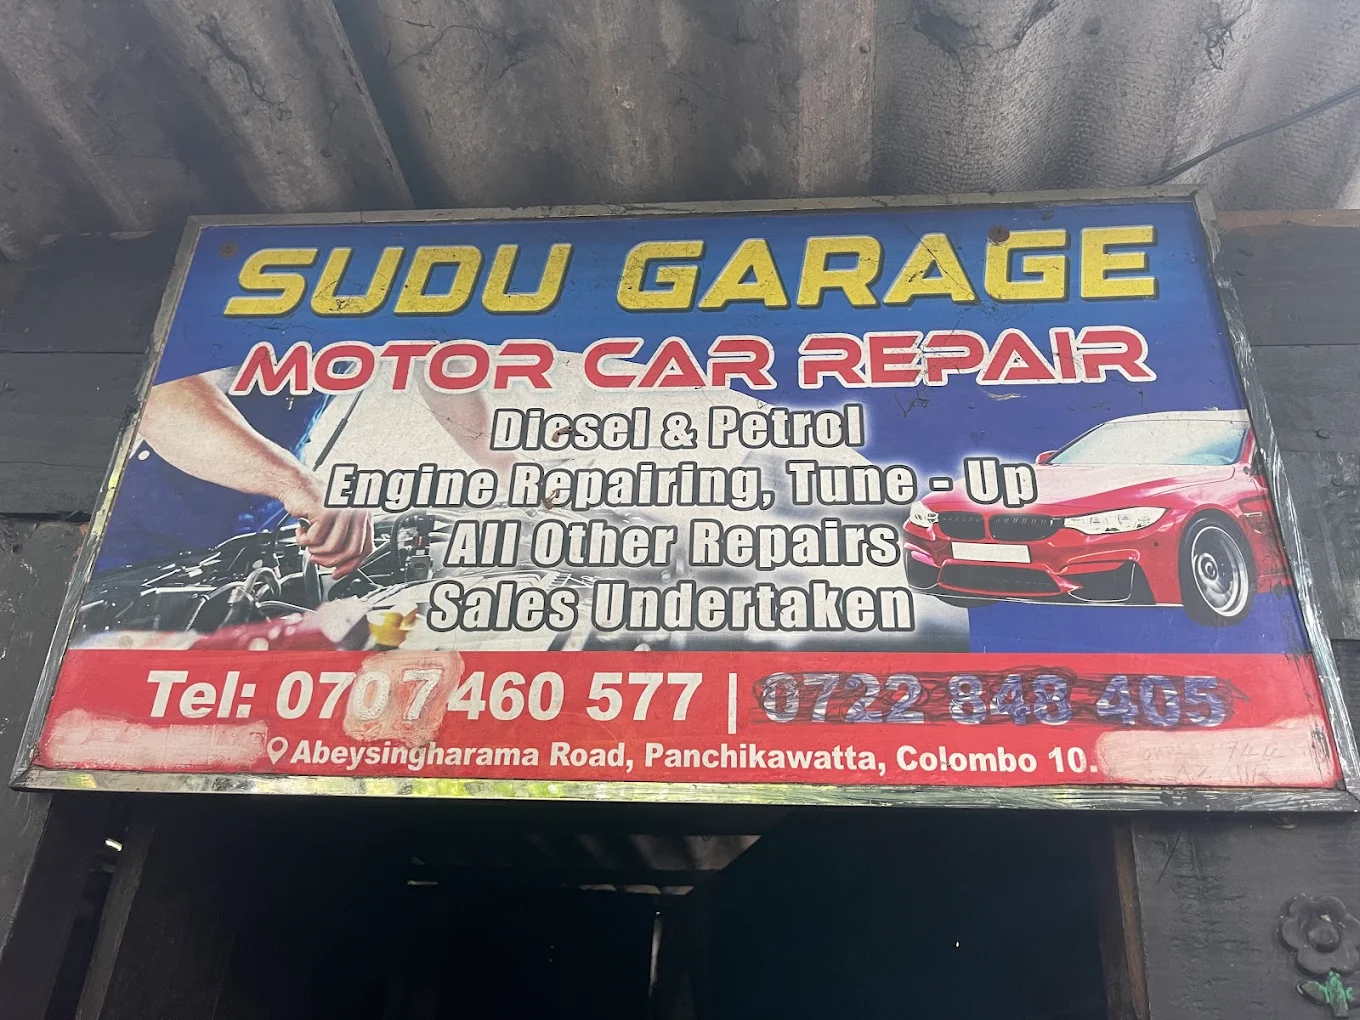 SUDU GARAGE
MOTOR CAR REPAIR
Diesel & Petrol
Engine Repairing, Tune - Up
All Other Repairs
Sales Undertaken
Tel: 0707 460 577 | 0722 848 405
Abeysingharama Road, Panchikawatta, Colombo 10.